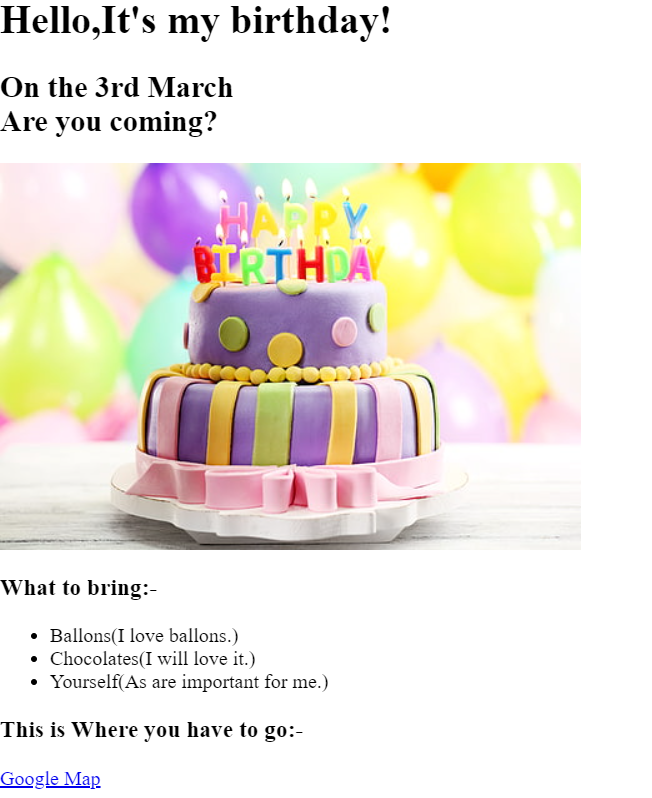 Hello,It's my birthday!
On the 3rd March
Are you coming?
HAPPY
BIRTHDAY
What to bring:-
Ballons(I love ballons.)
Chocolates(I will love it.)
Yourself(As are important for me.)
This is Where you have to go:-
Google Map